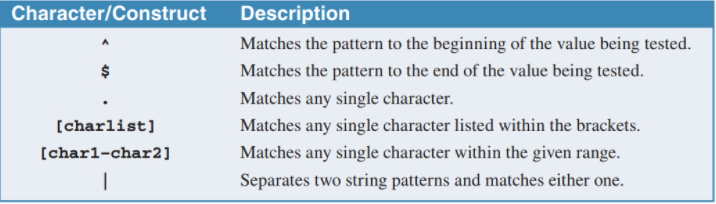 Character/Construct Description
^ Matches the pattern to the beginning of the value being tested.
$ Matches the pattern to the end of the value being tested.
. Matches any single character.
[charlist] Matches any single character listed within the brackets.
[char1–char2] Matches any single character within the given range.
| Separates two string patterns and matches either one.